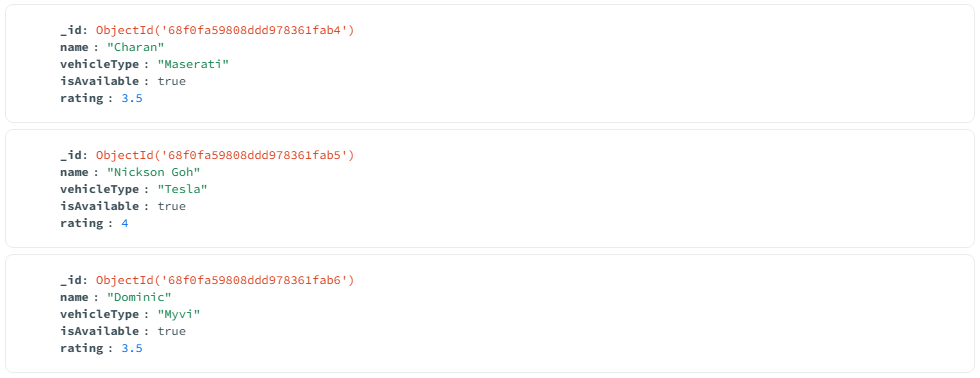 _id: ObjectId('68f0fa59808ddd978361fab4')
name : "Charan"
vehicleType : "Maserati"
isAvailable : true
rating : 3.5
_id: ObjectId('68f0fa59808ddd978361fab5')
name : "Nickson Goh"
vehicleType : "Tesla"
isAvailable : true
rating : 4
_id: ObjectId('68f0fa59808ddd978361fab6')
name : "Dominic"
vehicleType : "Myvi"
isAvailable : true
rating : 3.5